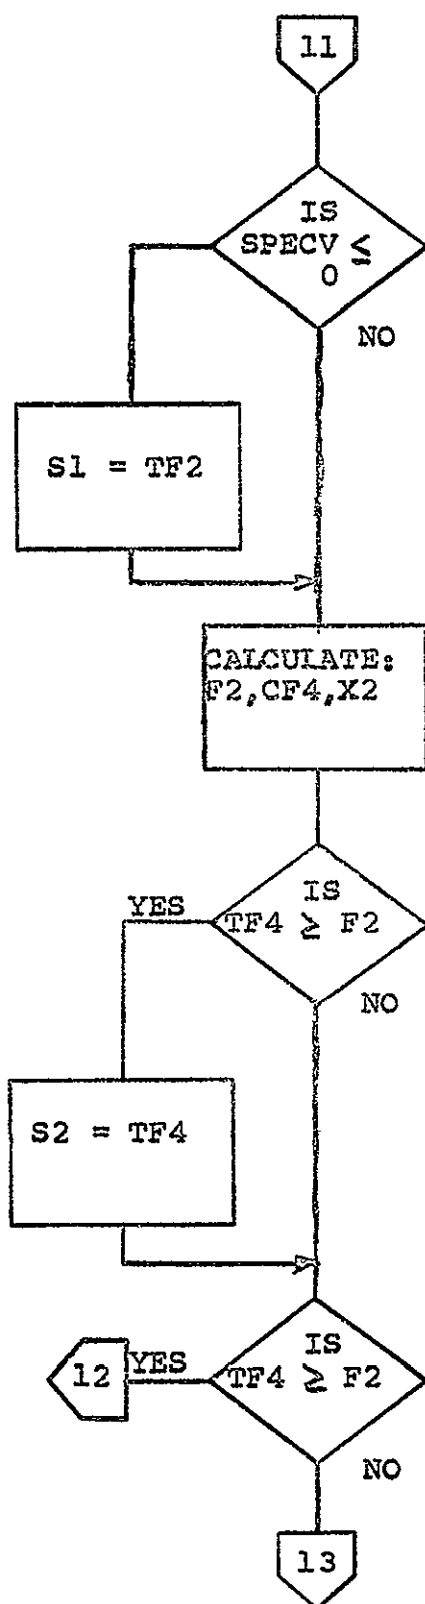 11
IS
SPECV ≤
0
NO
S1 = TF2
CALCULATE:
F2,CF4,X2
IS
YES
TF4 ≥ F2
NO
S2 = TF4
IS
12
YES
TF4 ≥ F2
NO
13